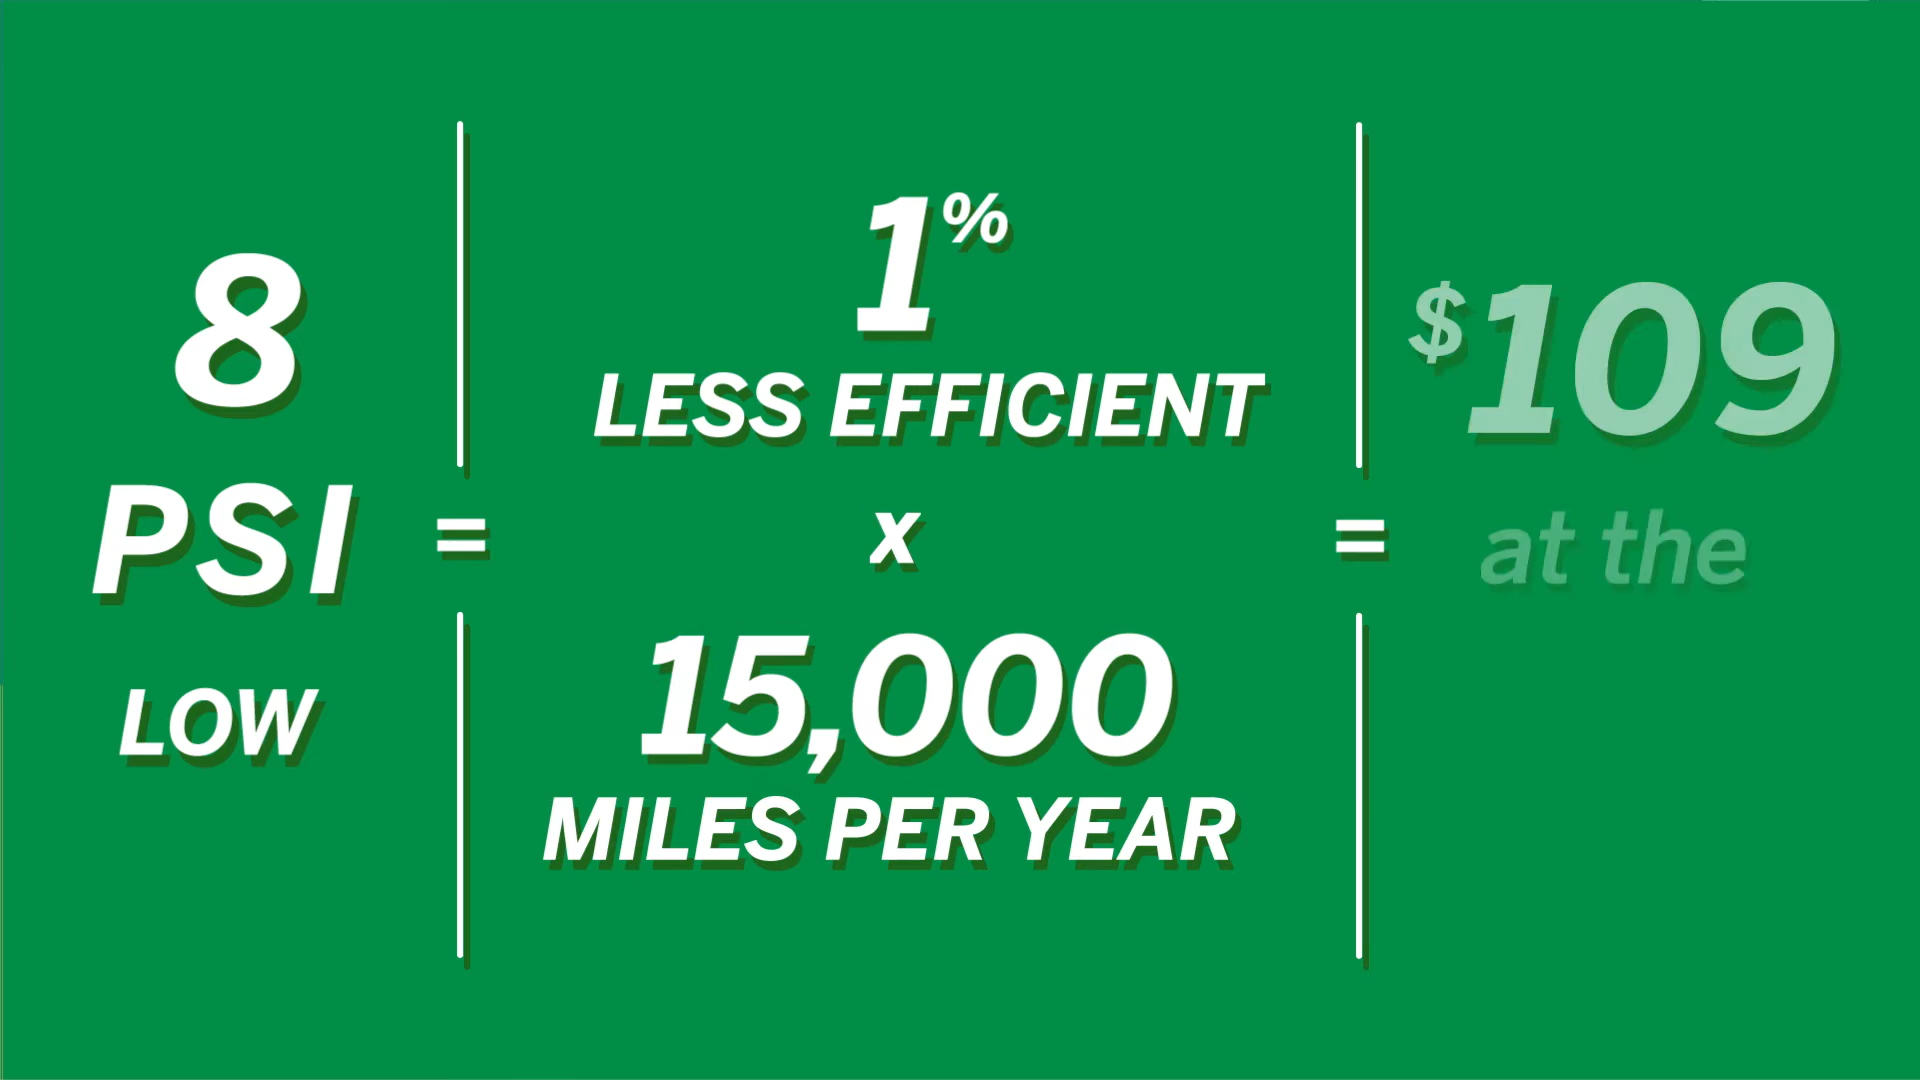 8
PSI
LOW
=
1%
LESS EFFICIENT
x
15,000
MILES PER YEAR
=
$109
at the